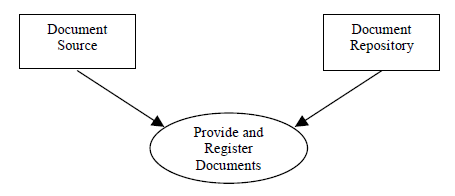 Document
Source
Document
Repository
Provide and
Register
Documents